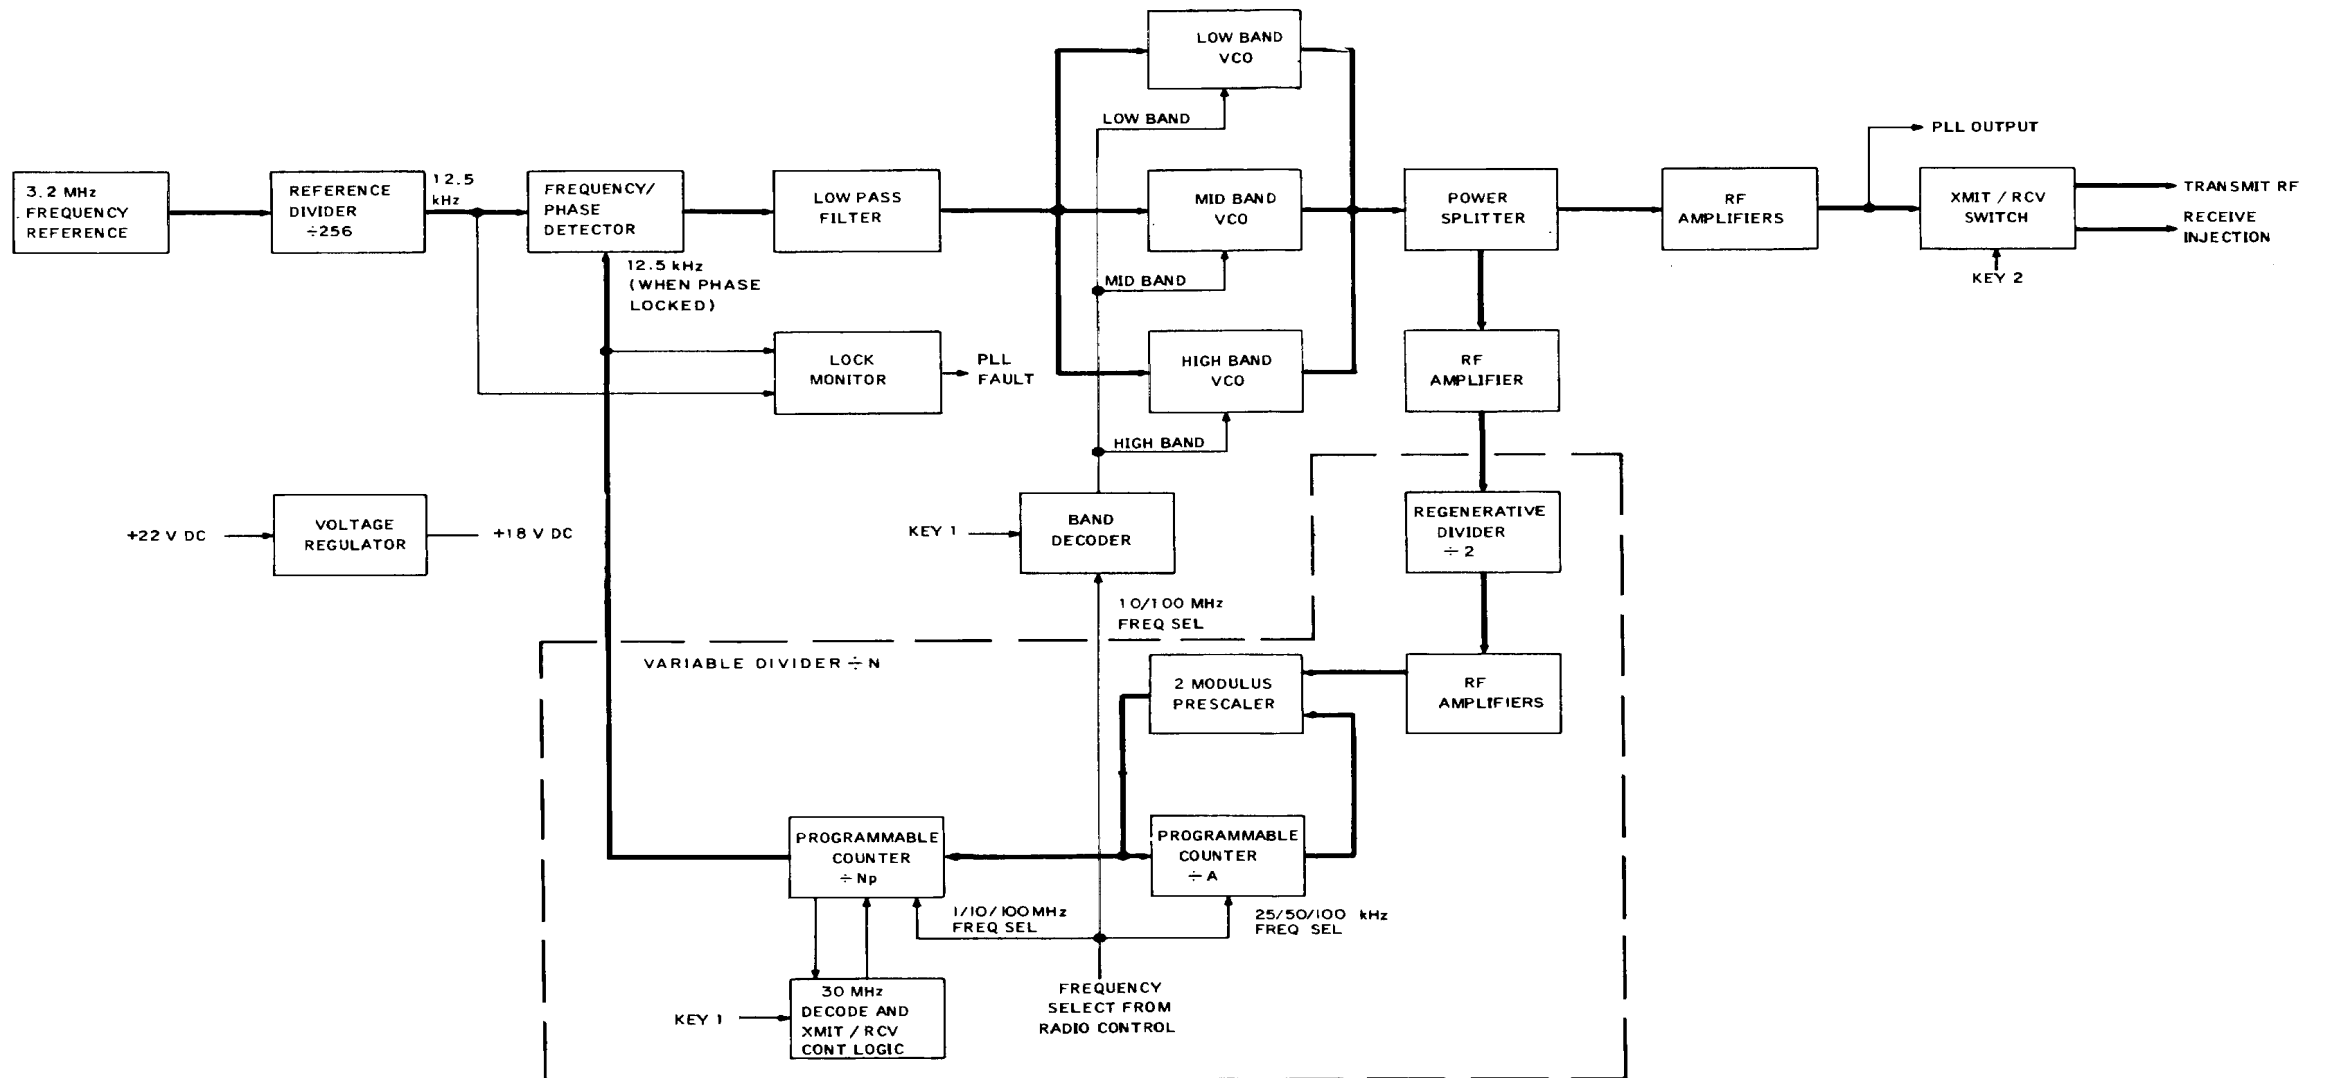 LOW BAND
VCO
LOW BAND
PLL OUTPUT
3.2 MHz
FREQUENCY
REFERENCE
REFERENCE
DIVIDER
÷256
12.5
kHz
FREQUENCY/
PHASE
DETECTOR
LOW PASS
FILTER
MID BAND
VCO
POWER
SPLITTER
RF
AMPLIFIERS
XMIT / RCV
SWITCH
TRANSMIT RF
RECEIVE
INJECTION
KEY 2
12.5 kHz
(WHEN PHASE
LOCKED)
MID BAND
LOCK
MONITOR
PLL
FAULT
HIGH BAND
VCO
RF
AMPLIFIER
HIGH BAND
+22 V DC
VOLTAGE
REGULATOR
+18 V DC
KEY 1
BAND
DECODER
REGENERATIVE
DIVIDER
÷ 2
10/100 MHz
FREQ SEL
VARIABLE DIVIDER ÷ N
2 MODULUS
PRESCALER
RF
AMPLIFIERS
PROGRAMMABLE
COUNTER
÷ Np
PROGRAMMABLE
COUNTER
÷ A
1/10/100MHz
FREQ SEL
25/50/100 kHz
FREQ SEL
KEY 1
30 MHz
DECODE AND
XMIT / RCV
CONT LOGIC
FREQUENCY
SELECT FROM
RADIO CONTROL